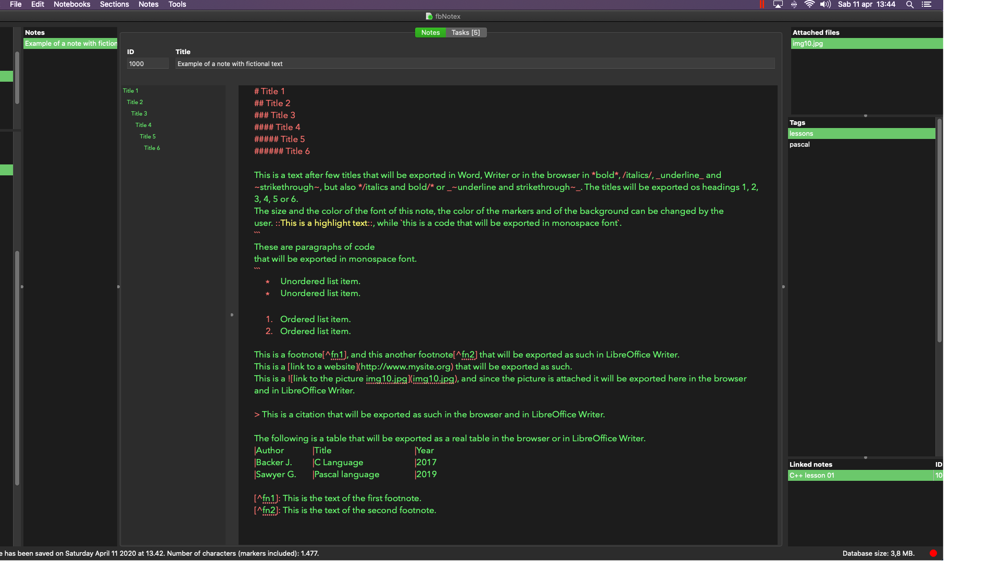 File Edit Notebooks Sections Notes Tools
Sab 11 apr 13:44
fbNotex
Notes
Example of a note with fiction
Notes Tasks [5]
ID Title
1000 Example of a note with fictional text
Title 1
Title 2
Title 3
Title 4
Title 5
Title 6
# Title 1
## Title 2
### Title 3
#### Title 4
##### Title 5
###### Title 6
This is a text after few titles that will be exported in Word, Writer or in the browser in *bold*, /italics/, _underline_ and
~strikethrough~, but also */italics and bold/* or _~underline and strikethrough~_. The titles will be exported os headings 1, 2,
3, 4, 5 or 6.
The size and the color of the font of this note, the color of the markers and of the background can be changed by the
user. ::This is a highlight text::, while `this is a code that will be exported in monospace font`.
```
These are paragraphs of code
that will be exported in monospace font.
```
* Unordered list item.
* Unordered list item.
1. Ordered list item.
2. Ordered list item.
This is a footnote[^fn1], and this another footnote[^fn2] that will be exported as such in LibreOffice Writer.
This is a [link to a website](http://www.mysite.org) that will be exported as such.
This is a ![link to the picture img10.jpg](img10.jpg), and since the picture is attached it will be exported here in the browser
and in LibreOffice Writer.
> This is a citation that will be exported as such in the browser and in LibreOffice Writer.
The following is a table that will be exported as a real table in the browser or in LibreOffice Writer.
|Author |Title |Year
|Backer J. |C Language |2017
|Sawyer G. |Pascal language |2019
[^fn1]: This is the text of the first footnote.
[^fn2]: This is the text of the second footnote.
Attached files
img10.jpg
Tags
lessons
pascal
Linked notes ID
C++ lesson 01 10
e has been saved on Saturday April 11 2020 at 13.42. Number of characters (markers included): 1.477.
Database size: 3,8 MB.